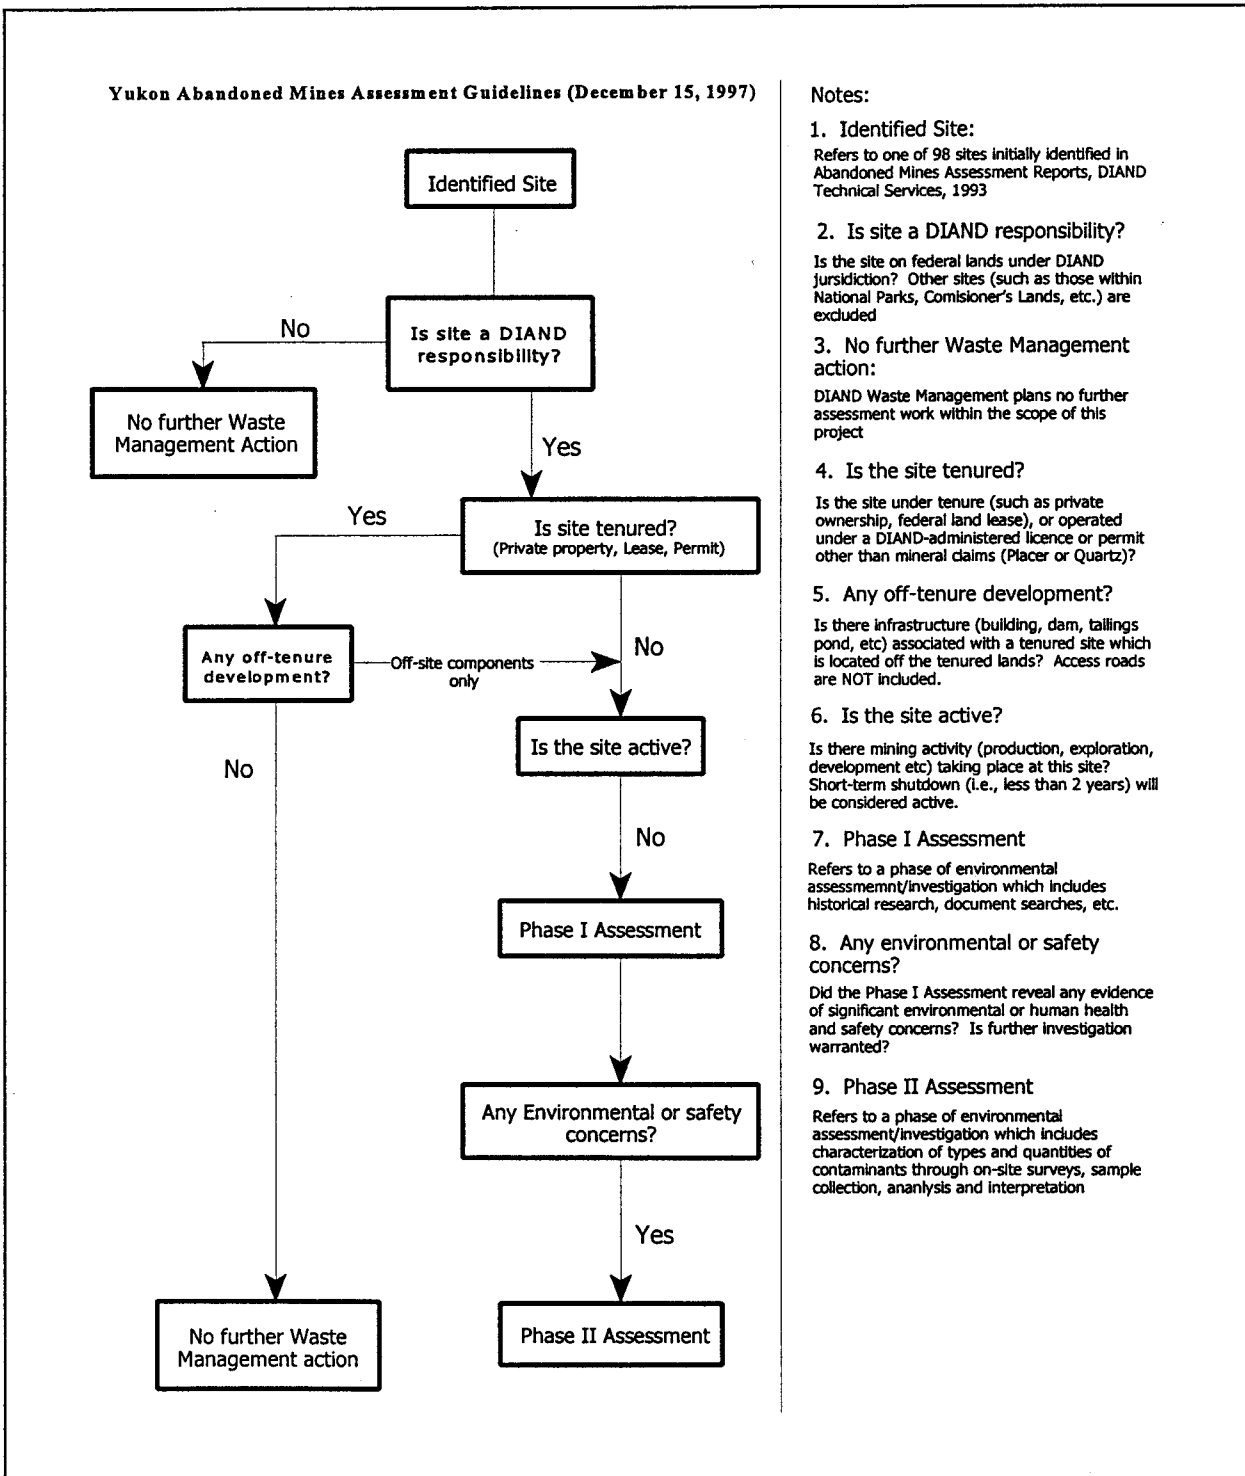 Yukon Abandoned Mines Assessment Guidelines (December 15, 1997)
Identified Site
No
Is site a DIAND
responsibility?
No further Waste
Management Action
Yes
Yes
Is site tenured?
(Private property, Lease, Permit)
Any off-tenure
development?
Off-site components
only
No
Is the site active?
No
No
Phase I Assessment
Any Environmental or safety
concerns?
Yes
No further Waste
Management action
Phase II Assessment
Notes:
1. Identified Site:
Refers to one of 98 sites initially identified in
Abandoned Mines Assessment Reports, DIAND
Technical Services, 1993
2. Is site a DIAND responsibility?
Is the site on federal lands under DIAND
jursidiction? Other sites (such as those within
National Parks, Comisioner's Lands, etc.) are
excluded
3. No further Waste Management
action:
DIAND Waste Management plans no further
assessment work within the scope of this
project
4. Is the site tenured?
Is the site under tenure (such as private
ownership, federal land lease), or operated
under a DIAND-administered licence or permit
other than mineral claims (Placer or Quartz)?
5. Any off-tenure development?
Is there infrastructure (building, dam, tailings
pond, etc) associated with a tenured site which
is located off the tenured lands? Access roads
are NOT included.
6. Is the site active?
Is there mining activity (production, exploration,
development etc) taking place at this site?
Short-term shutdown (i.e., less than 2 years) will
be considered active.
7. Phase I Assessment
Refers to a phase of environmental
assessmemnt/investigation which includes
historical research, document searches, etc.
8. Any environmental or safety
concerns?
Did the Phase I Assessment reveal any evidence
of significant environmental or human health
and safety concerns? Is further investigation
warranted?
9. Phase II Assessment
Refers to a phase of environmental
assessment/investigation which includes
characterization of types and quantities of
contaminants through on-site surveys, sample
collection, ananlysis and interpretation